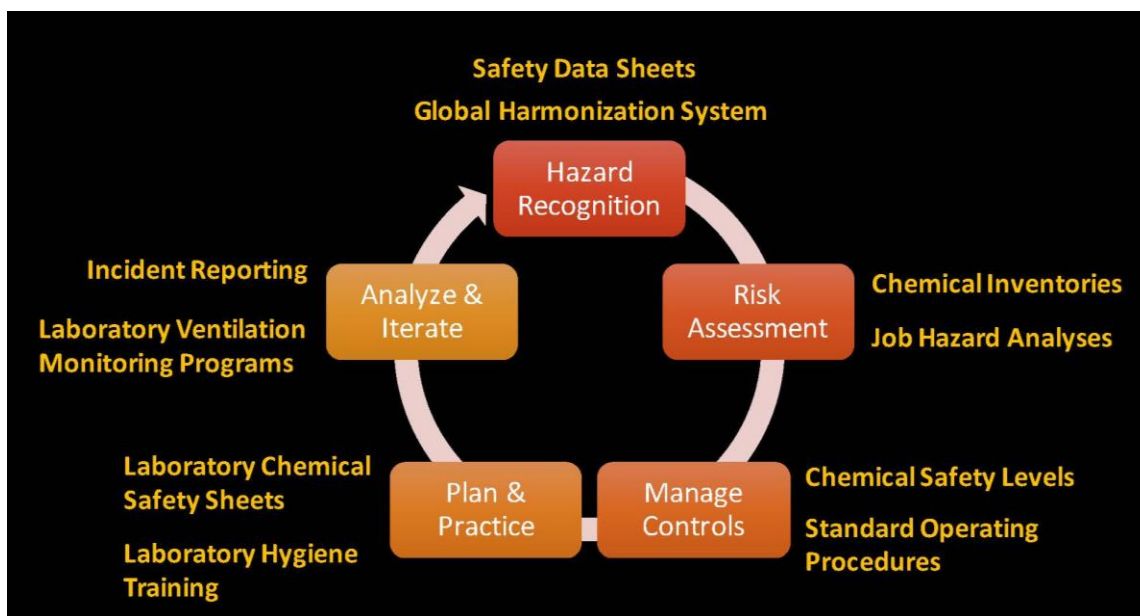 Safety Data Sheets
Global Harmonization System
Hazard
Recognition
Incident Reporting
Analyze &
Iterate
Risk
Assessment
Chemical Inventories
Laboratory Ventilation
Monitoring Programs
Job Hazard Analyses
Laboratory Chemical
Safety Sheets
Plan &
Practice
Manage
Controls
Chemical Safety Levels
Laboratory Hygiene
Training
Standard Operating
Procedures